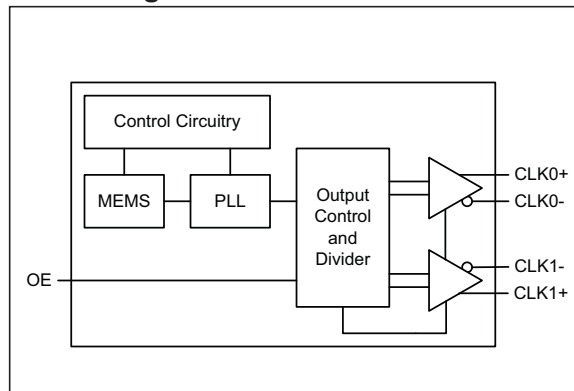 Control Circuitry
MEMS
PLL
Output
Control
and
Divider
OE
CLK0+
CLK0-
CLK1-
CLK1+